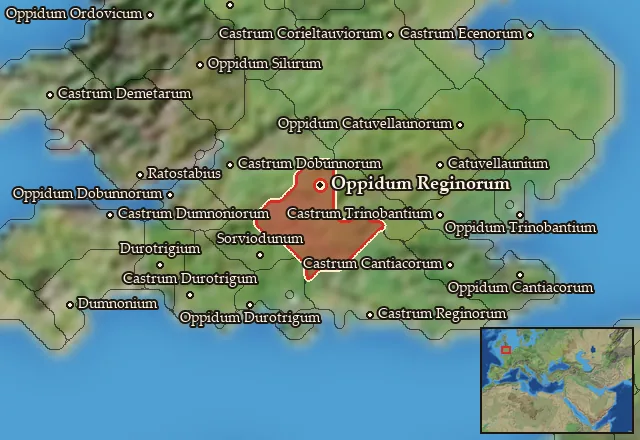 Oppidum Ordovicum
Castrum Corieltauviorum
Castrum Ecenorum
Oppidum Silurum
Castrum Demetarum
Oppidum Catuvellaunorum
Castrum Dobunnorum
Catuvellaunium
Ratostabius
Oppidum Reginorum
Oppidum Dobunnorum
Castrum Dumnoniorum
Castrum Trinobantium
Oppidum Trinobantium
Sorviodunum
Durotrigium
Castrum Cantiacorum
Castrum Durotrigum
Oppidum Cantiacorum
Dumnonium
Oppidum Durotrigum
Castrum Reginorum